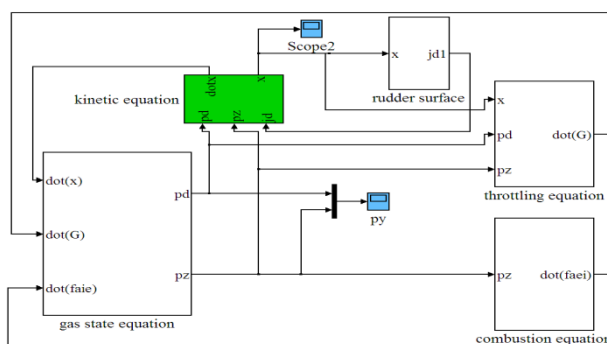 Scope2
x
jd1
rudder surface
dotx
x
kinetic equation
pd
pz
jd
x
pd
dot(G)
pz
throttling equation
dot(x)
pd
dot(G)
py
pz
dot(faie)
gas state equation
pz
dot(faei)
combustion equation